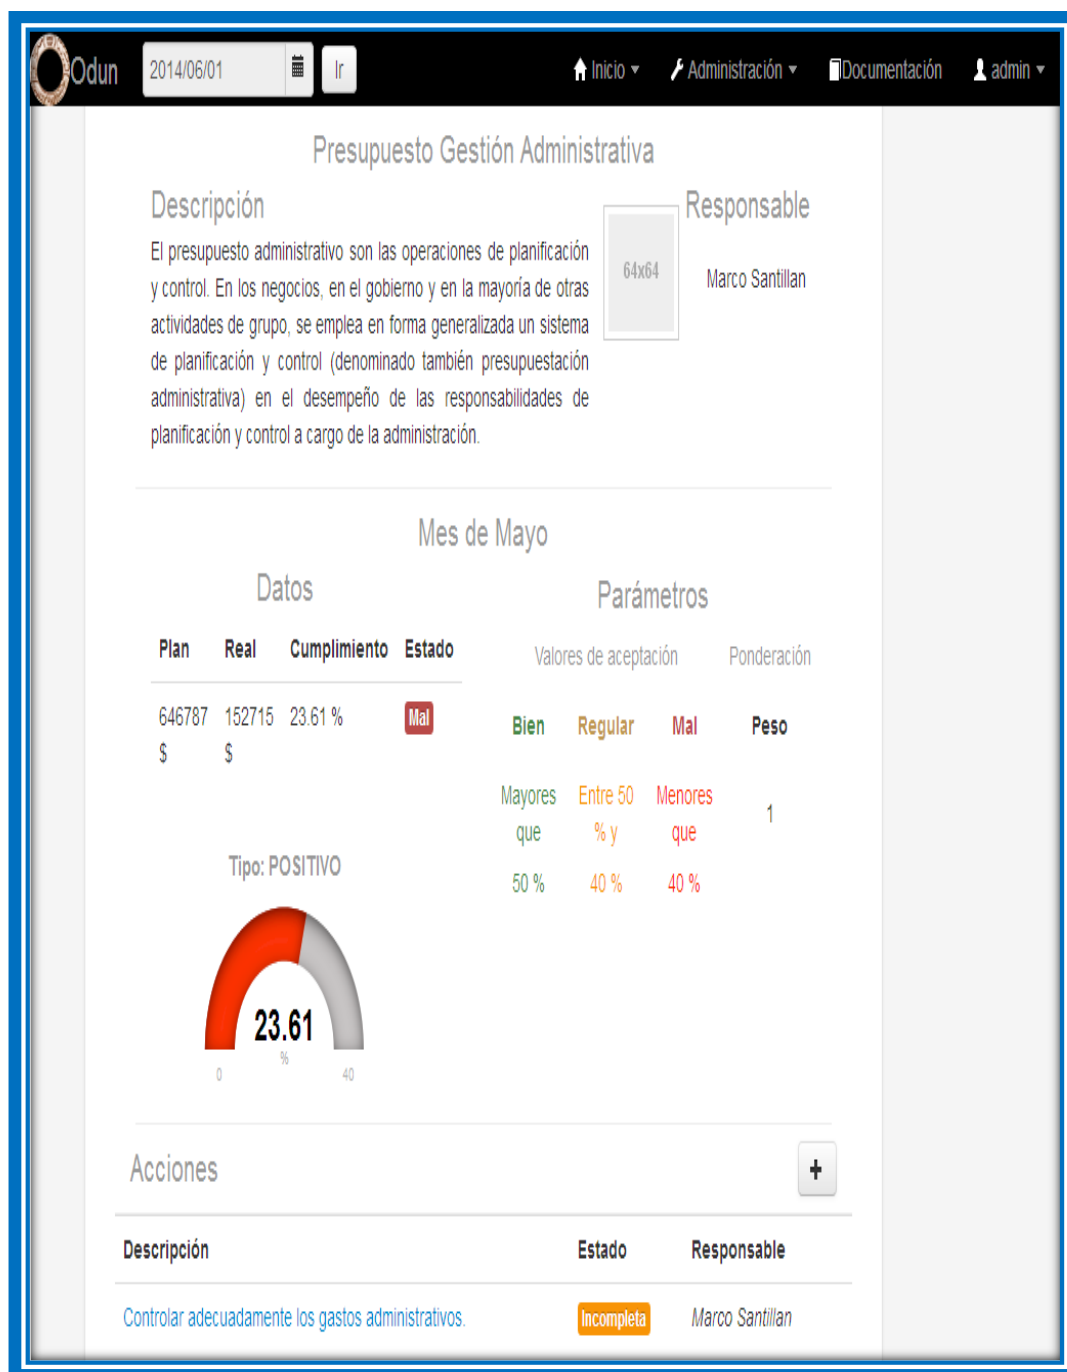 Odun 2014/06/01 Ir Inicio Administración Documentación admin
Presupuesto Gestión Administrativa
Descripción
El presupuesto administrativo son las operaciones de planificación
y control. En los negocios, en el gobierno y en la mayoría de otras
actividades de grupo, se emplea en forma generalizada un sistema
de planificación y control (denominado también presupuestación
administrativa) en el desempeño de las responsabilidades de
planificación y control a cargo de la administración.
64x64
Responsable
Marco Santillan
Mes de Mayo
Datos
Plan Real Cumplimiento Estado
646787 152715 23.61 % Mal
$ $
Tipo: POSITIVO
23.61
%
0 40
Parámetros
Valores de aceptación Ponderación
Bien Regular Mal Peso
Mayores Entre 50 Menores
que % y que 1
50 % 40 % 40 %
Acciones +
Descripción Estado Responsable
Controlar adecuadamente los gastos administrativos. Incompleta Marco Santillan